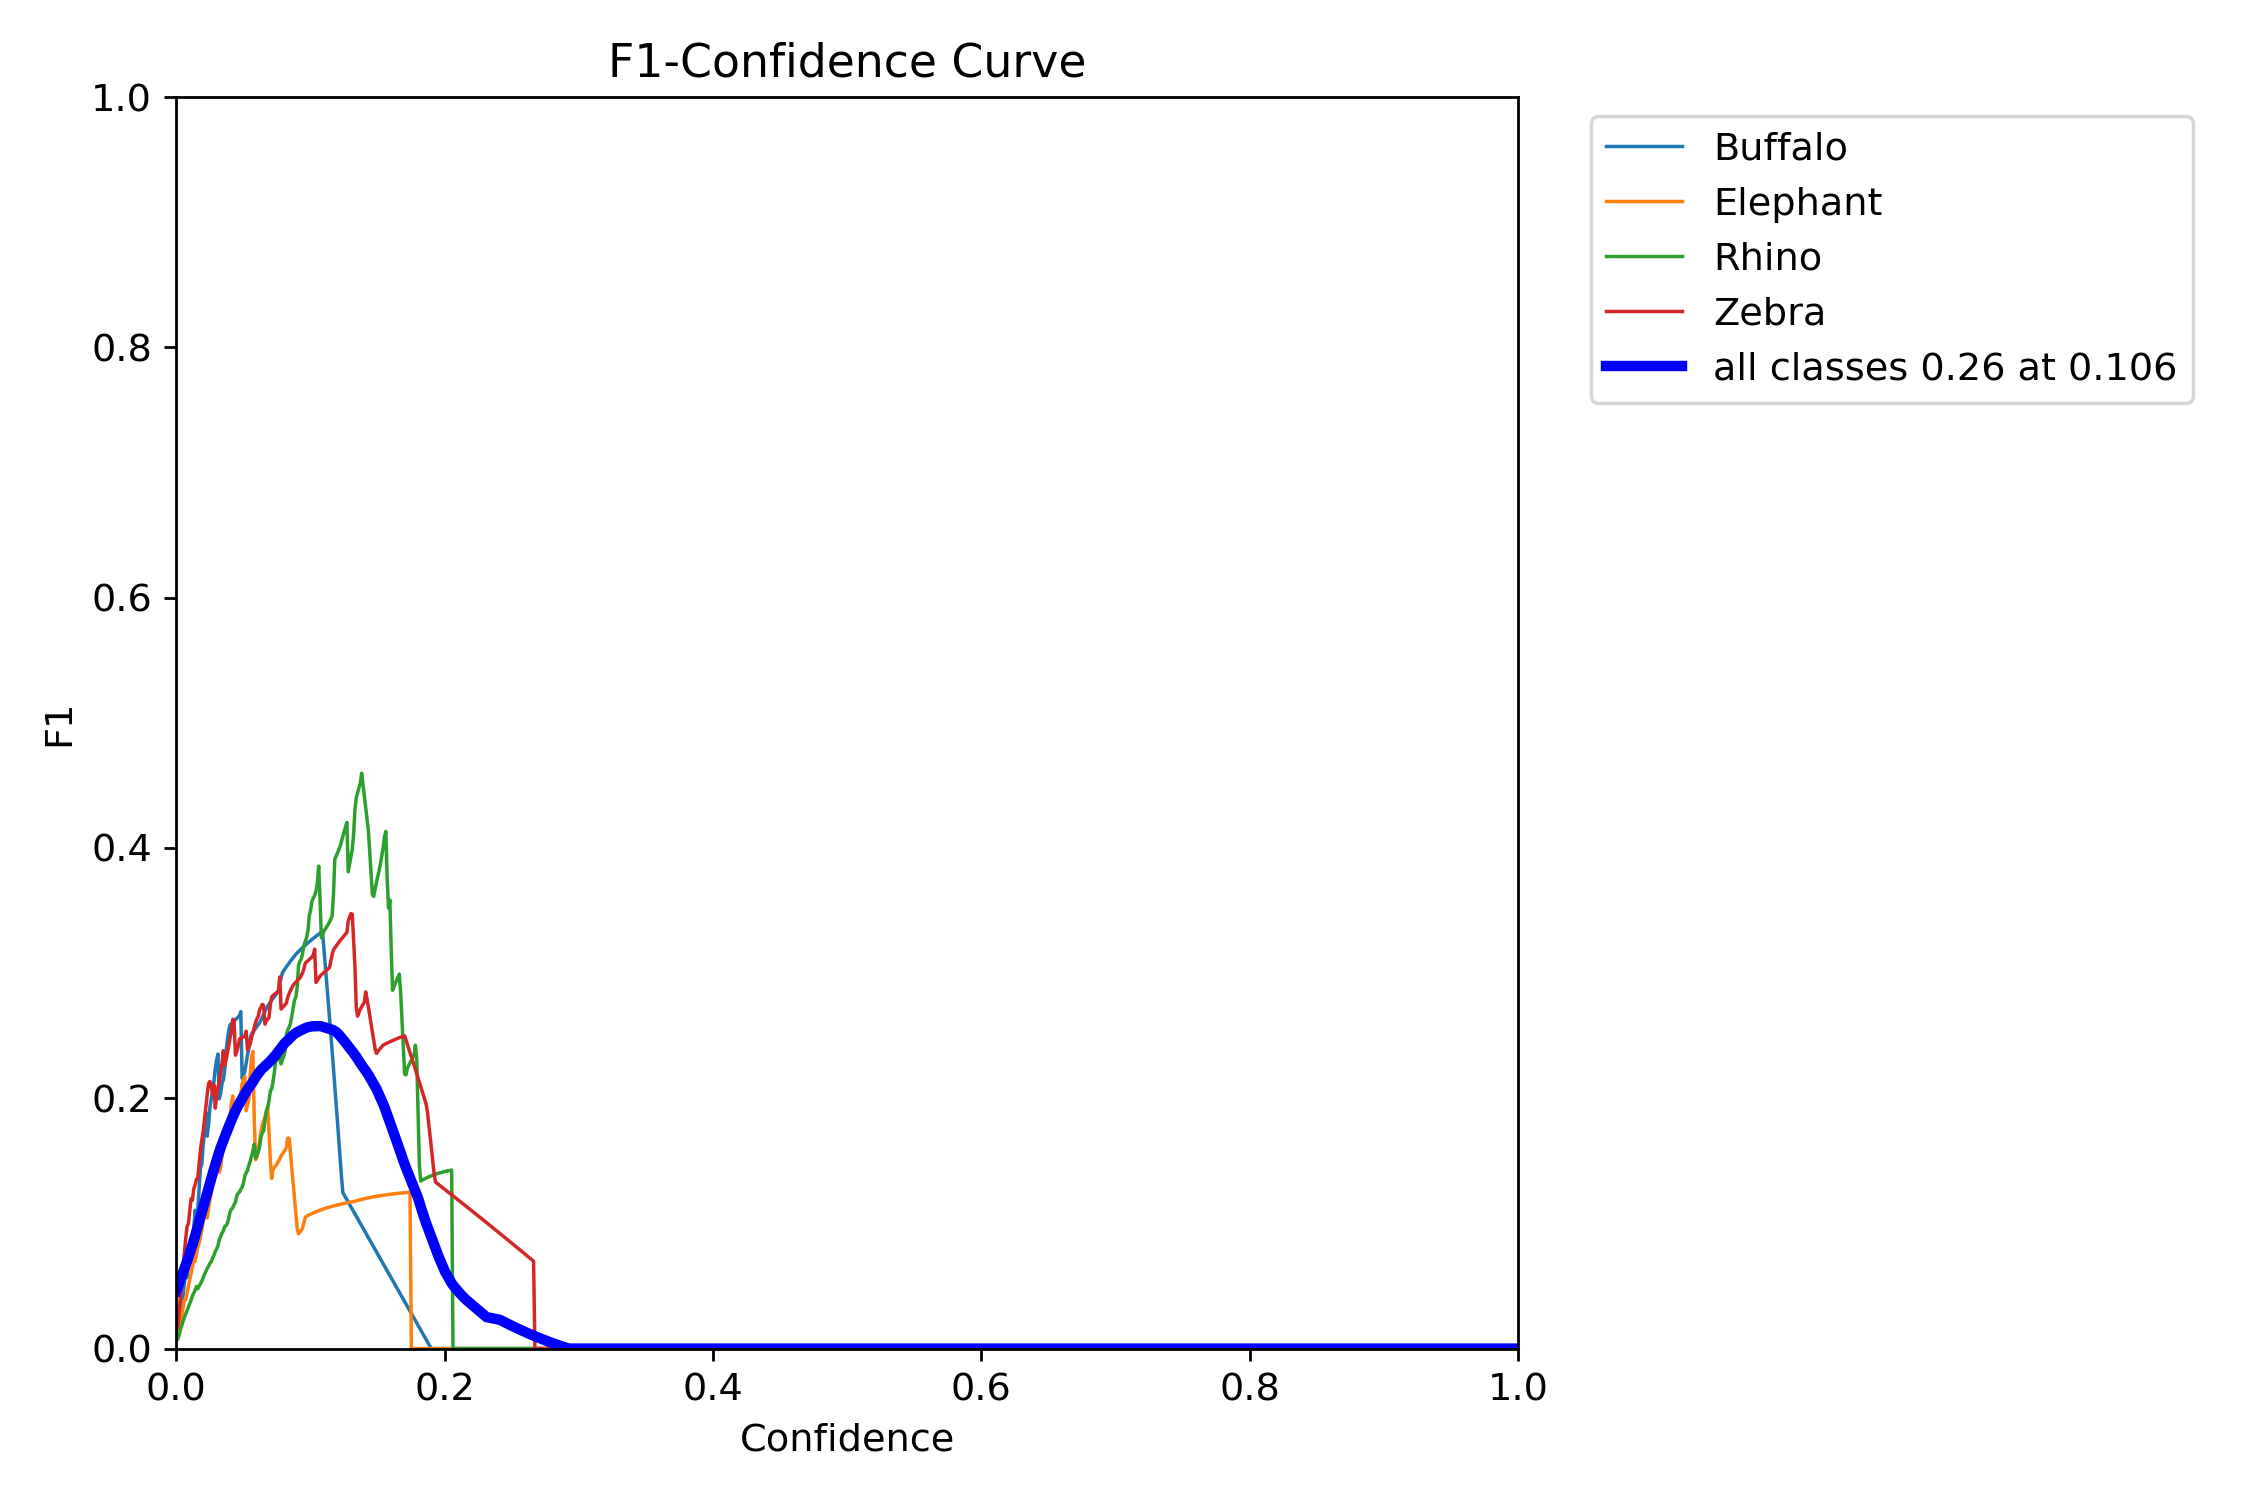 F1-Confidence Curve
1.0
0.8
0.6
0.4
0.2
0.0
F1
0.0 0.2 0.4 0.6 0.8 1.0
Confidence
Buffalo
Elephant
Rhino
Zebra
all classes 0.26 at 0.106